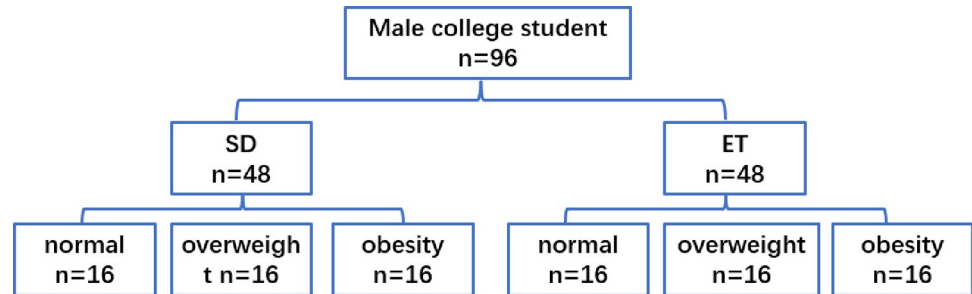 Male college student
n=96
SD
n=48
ET
n=48
normal
n=16
overweigh
t n=16
obesity
n=16
normal
n=16
overweight
n=16
obesity
n=16